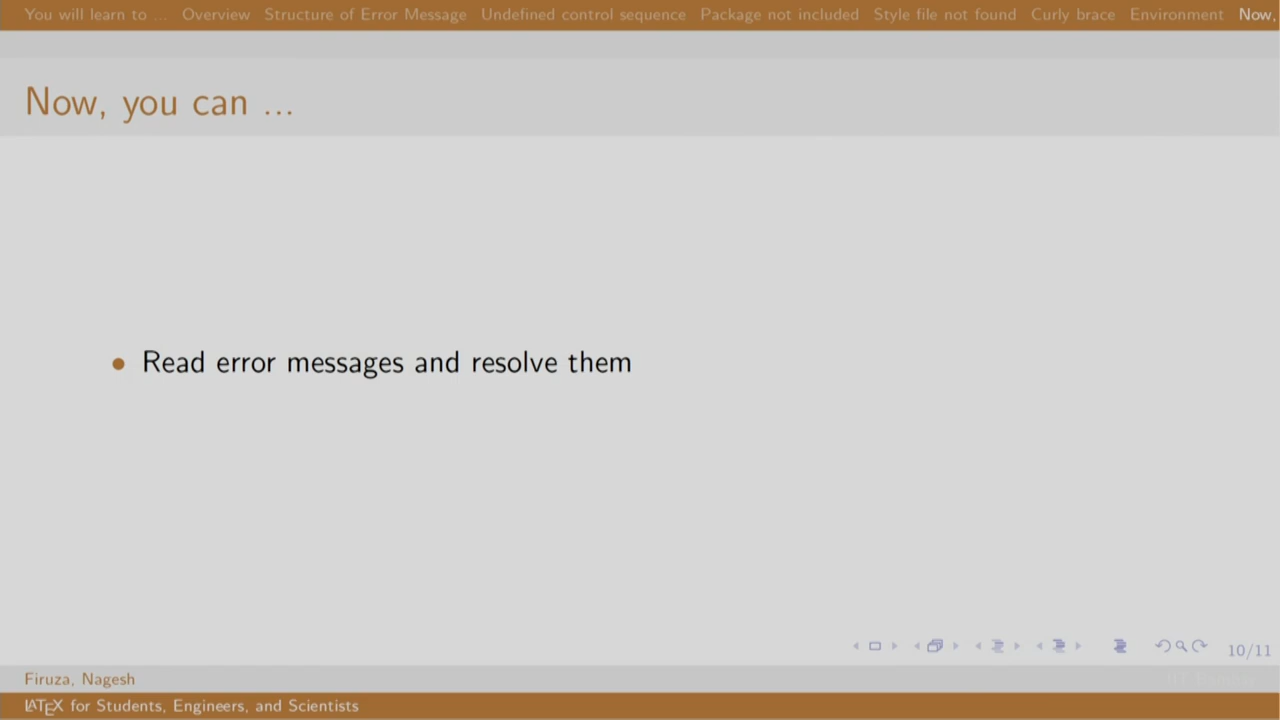 You will learn to ... Overview Structure of Error Message Undefined control sequence Package not included Style file not found Curly brace Environment Now,
Now, you can ...
• Read error messages and resolve them
10/11
Firuza, Nagesh
LATEX for Students, Engineers, and Scientists